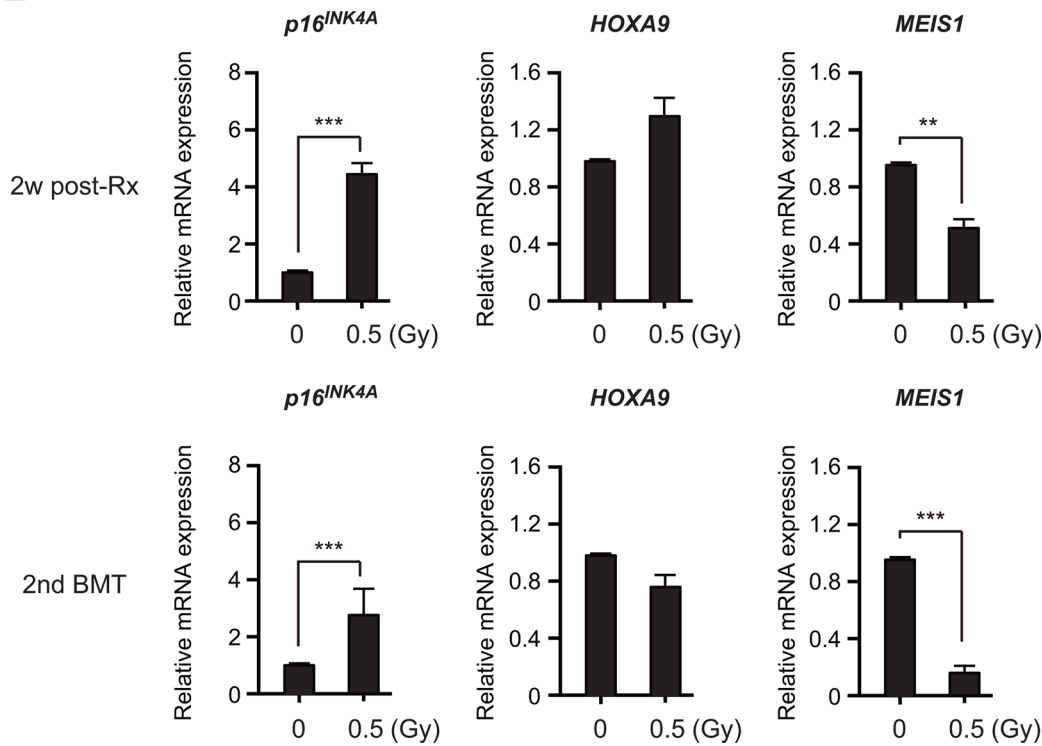 p16INK4A
HOXA9
MEIS1
2w post-Rx
Relative mRNA expression
8
6
4
2
0
***
0 0.5 (Gy)
Relative mRNA expression
1.6
1.2
0.8
0.4
0
0 0.5 (Gy)
Relative mRNA expression
1.6
1.2
0.8
0.4
0
**
0 0.5 (Gy)
p16INK4A
HOXA9
MEIS1
2nd BMT
Relative mRNA expression
8
6
4
2
0
***
0 0.5 (Gy)
Relative mRNA expression
1.6
1.2
0.8
0.4
0
0 0.5 (Gy)
Relative mRNA expression
1.6
1.2
0.8
0.4
0
***
0 0.5 (Gy)